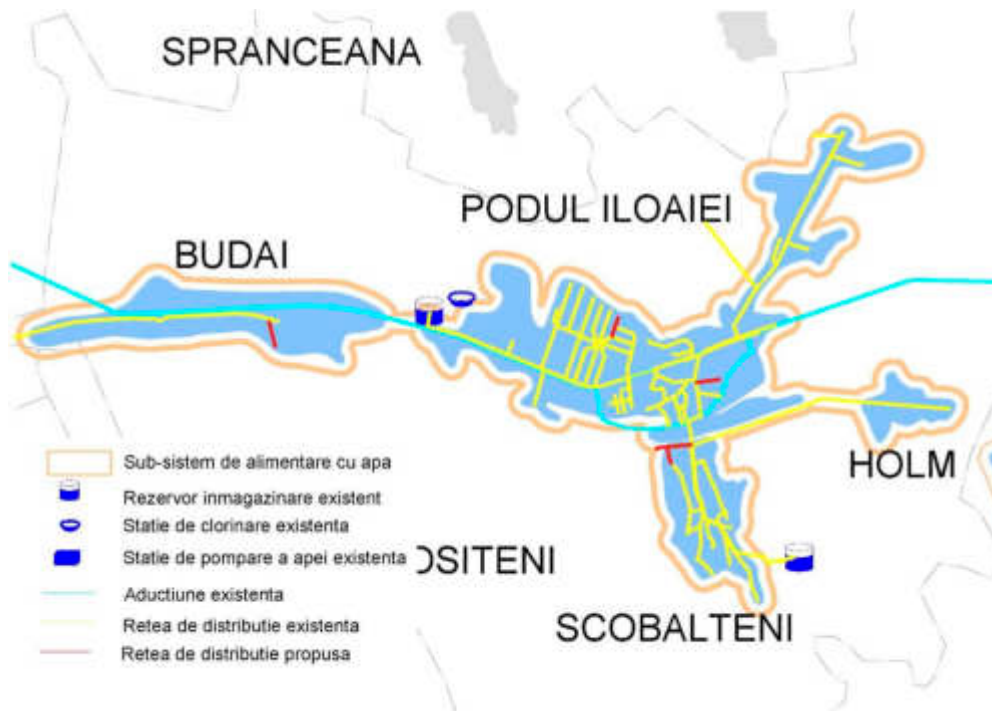 SPRANCEANA
PODUL ILOAIEI
BUDAI
HOLM
OSITENI
SCOBALTENI
Sub-sistem de alimentare cu apa
Rezervor inmagazinare existent
Statie de clorinare existenta
Statie de pompare a apei existenta
Aductiune existenta
Retea de distributie existenta
Retea de distributie propusa